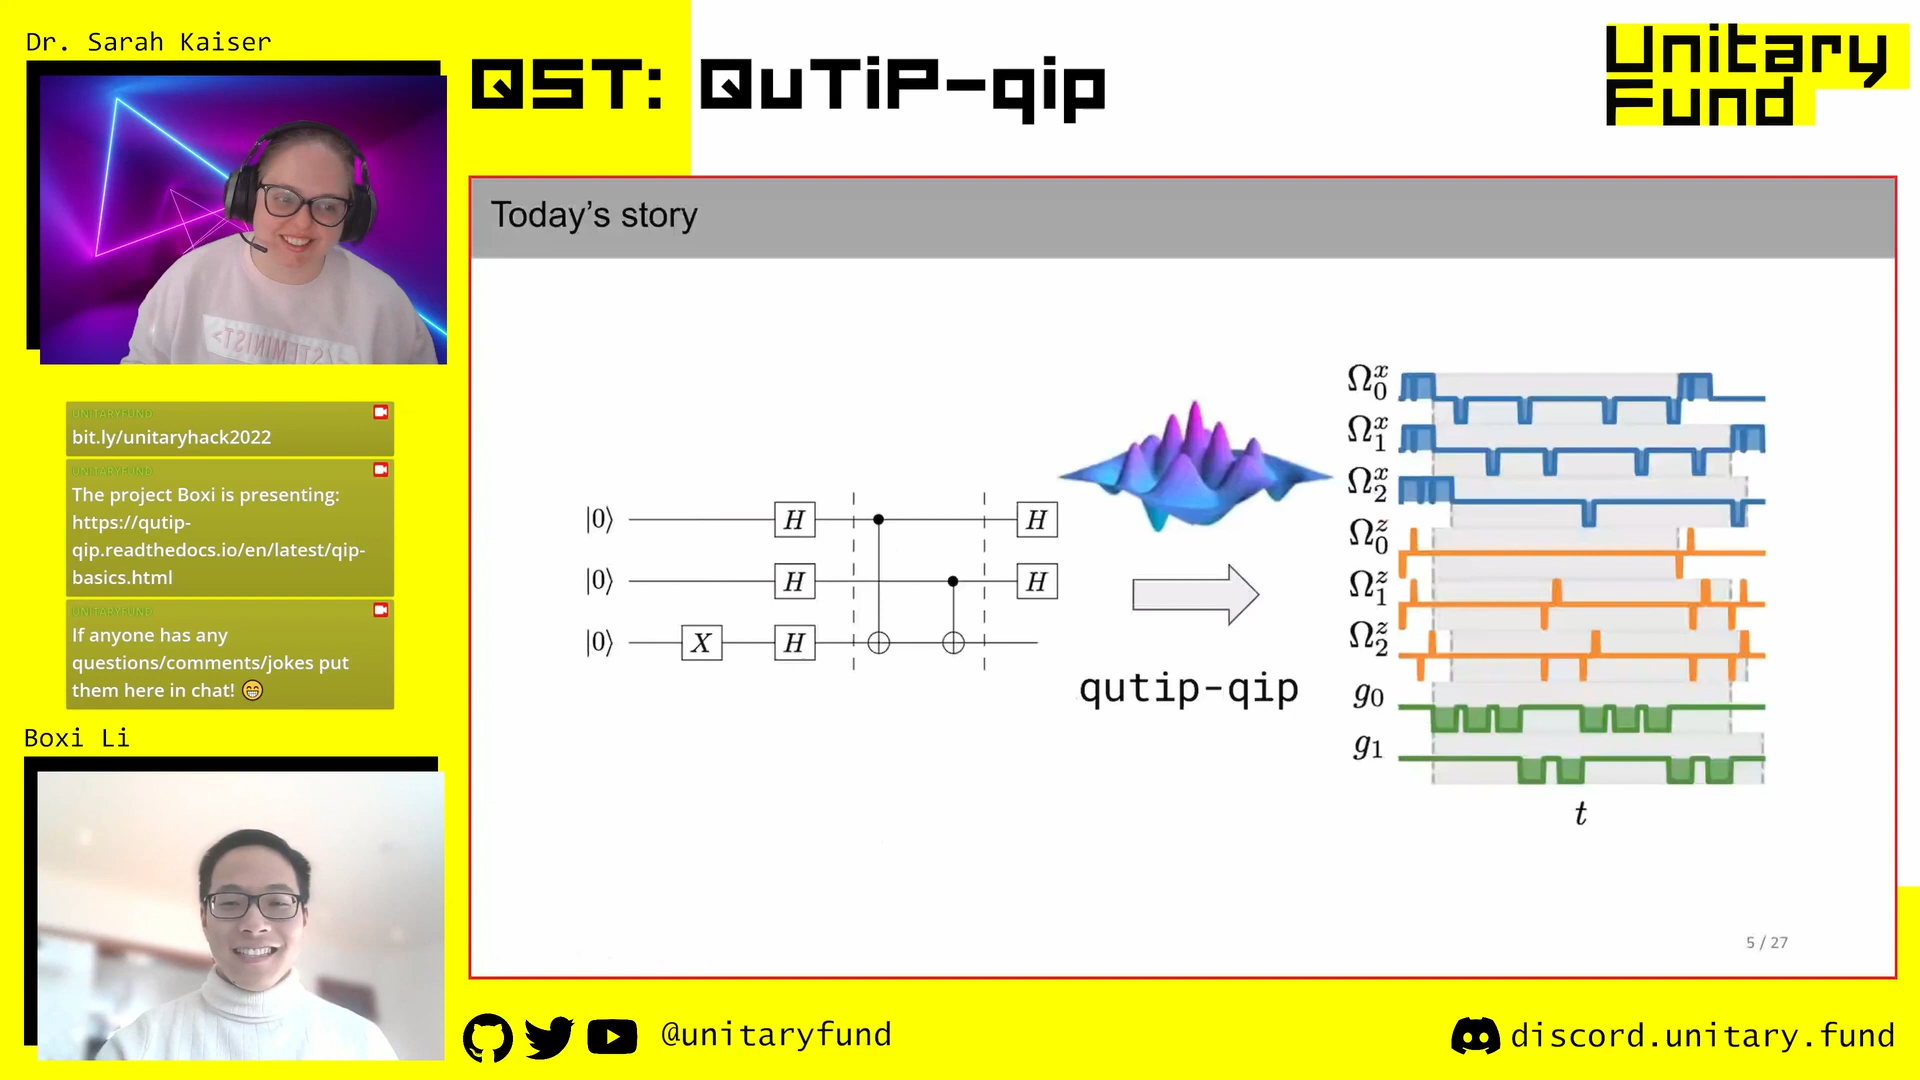 Dr. Sarah Kaiser
QST: QuTiP-qip
Unitary
Fund
UNITARYFUND
bit.ly/unitaryhack2022
UNITARYFUND
The project Boxi is presenting:
https://qutip-
qip.readthedocs.io/en/latest/qip-
basics.html
UNITARYFUND
If anyone has any
questions/comments/jokes put
them here in chat! 😁
Boxi Li
Today's story
|0⟩ H H
|0⟩ H H
|0⟩ X H
qutip-qip
Ω₀ˣ
Ω₁ˣ
Ω₂ˣ
Ω₀ᶻ
Ω₁ᶻ
Ω₂ᶻ
g₀
g₁
t
5 / 27
@unitaryfund
discord.unitary.fund